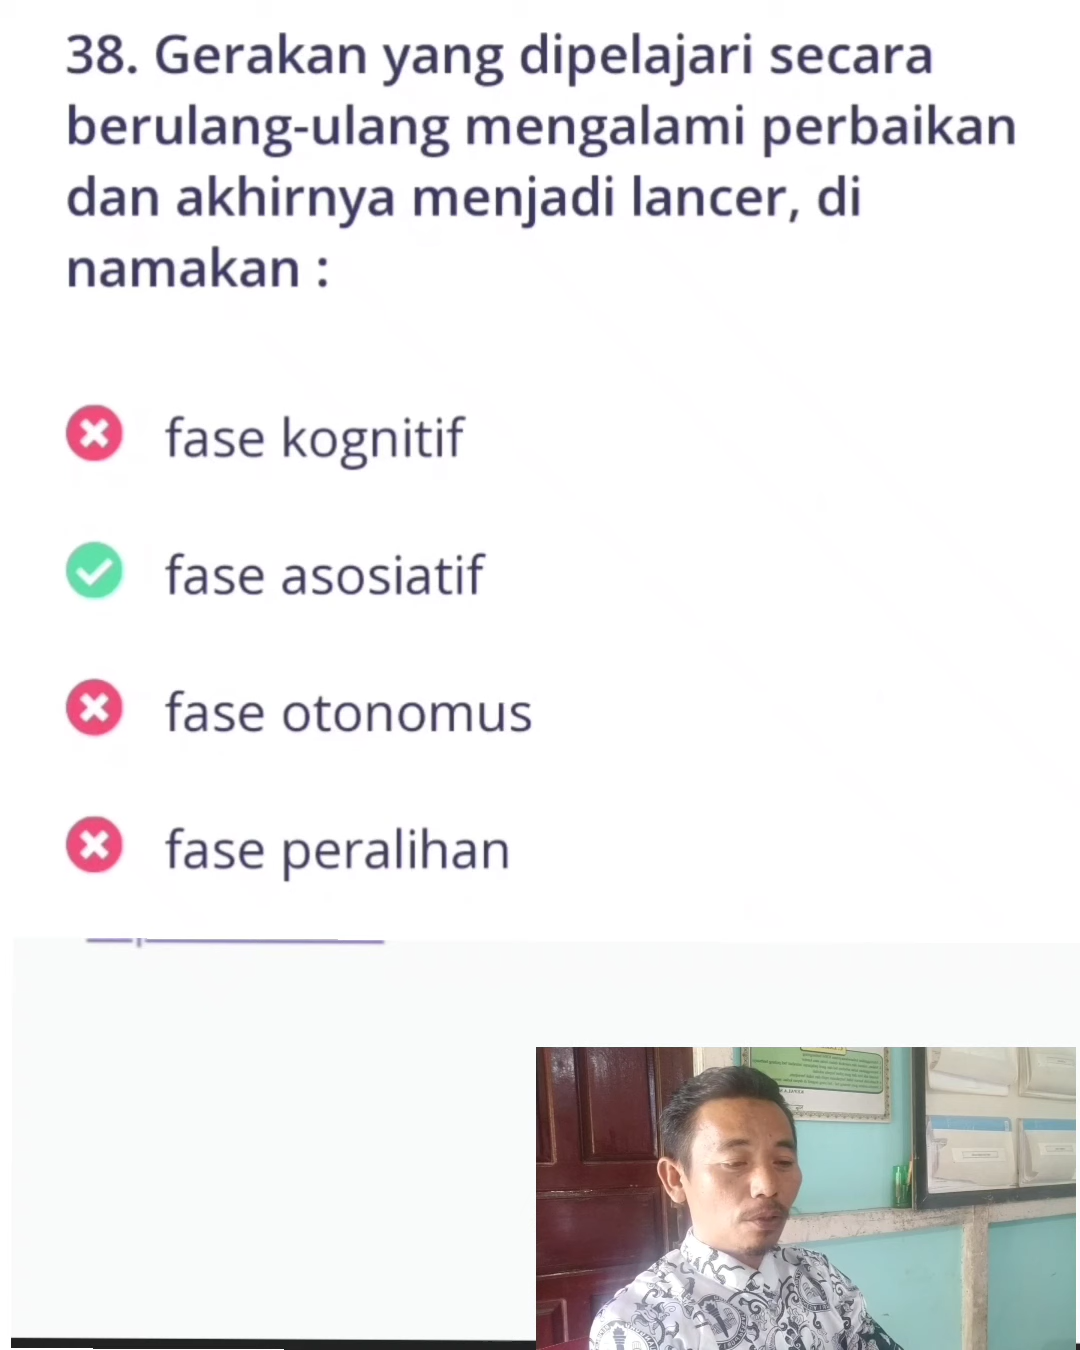 38. Gerakan yang dipelajari secara
berulang-ulang mengalami perbaikan
dan akhirnya menjadi lancer, di
namakan :
fase kognitif
fase asosiatif
fase otonomus
fase peralihan